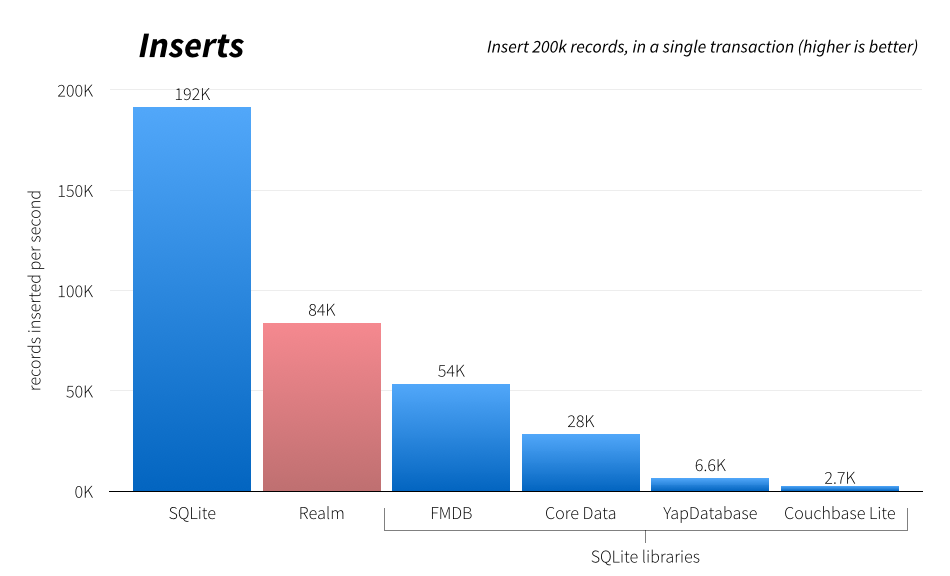 Inserts
Insert 200k records, in a single transaction (higher is better)
records inserted per second
200K
150K
100K
50K
0K
192K
84K
54K
28K
6.6K
2.7K
SQLite
Realm
FMDB
Core Data
YapDatabase
Couchbase Lite
SQLite libraries